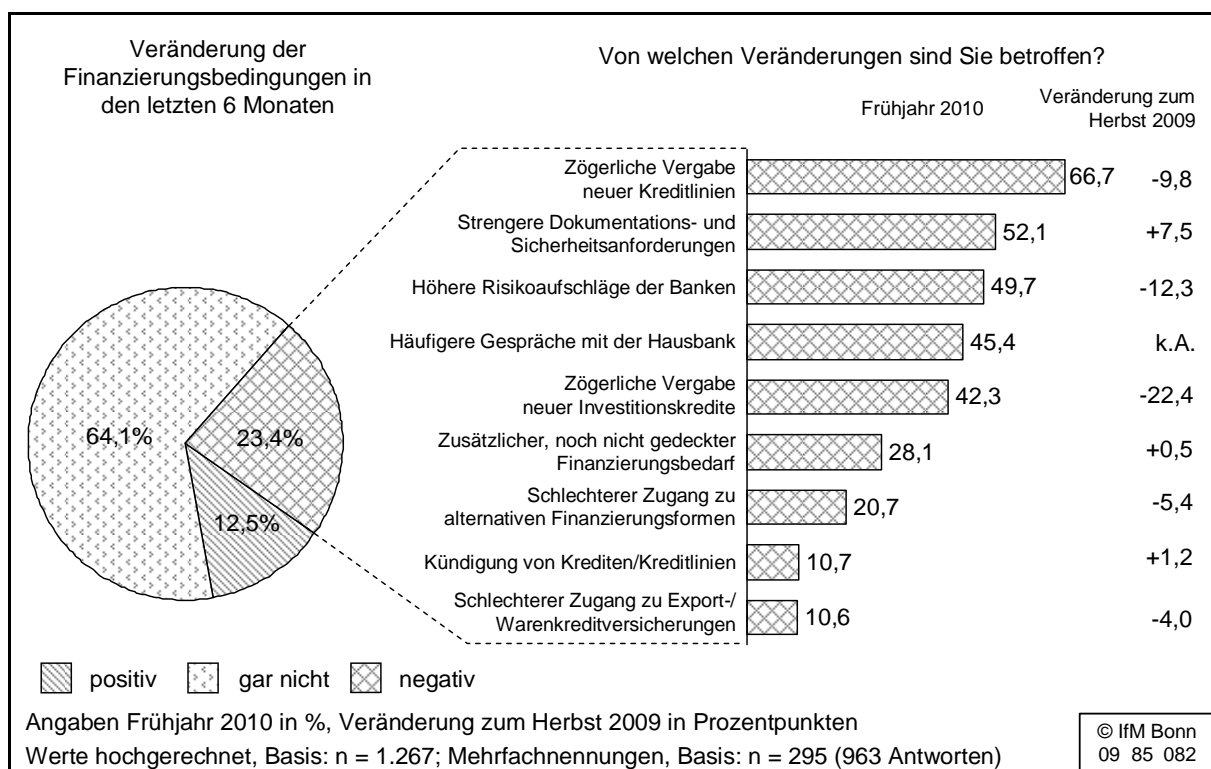 Veränderung der
Finanzierungsbedingungen in
den letzten 6 Monaten
Von welchen Veränderungen sind Sie betroffen?
Frühjahr 2010
Veränderung zum
Herbst 2009
Zögerliche Vergabe
neuer Kreditlinien
66,7
-9,8
Strengere Dokumentations- und
Sicherheitsanforderungen
52,1
+7,5
Höhere Risikoaufschläge der Banken
49,7
-12,3
Häufigere Gespräche mit der Hausbank
45,4
k.A.
Zögerliche Vergabe
neuer Investitionskredite
42,3
-22,4
Zusätzlicher, noch nicht gedeckter
Finanzierungsbedarf
28,1
+0,5
Schlechterer Zugang zu
alternativen Finanzierungsformen
20,7
-5,4
Kündigung von Krediten/Kreditlinien
10,7
+1,2
Schlechterer Zugang zu Export-/
Warenkreditversicherungen
10,6
-4,0
64,1%
23,4%
12,5%
positiv
gar nicht
negativ
Angaben Frühjahr 2010 in %, Veränderung zum Herbst 2009 in Prozentpunkten
Werte hochgerechnet, Basis: n = 1.267; Mehrfachnennungen, Basis: n = 295 (963 Antworten)
© IfM Bonn
09 85 082